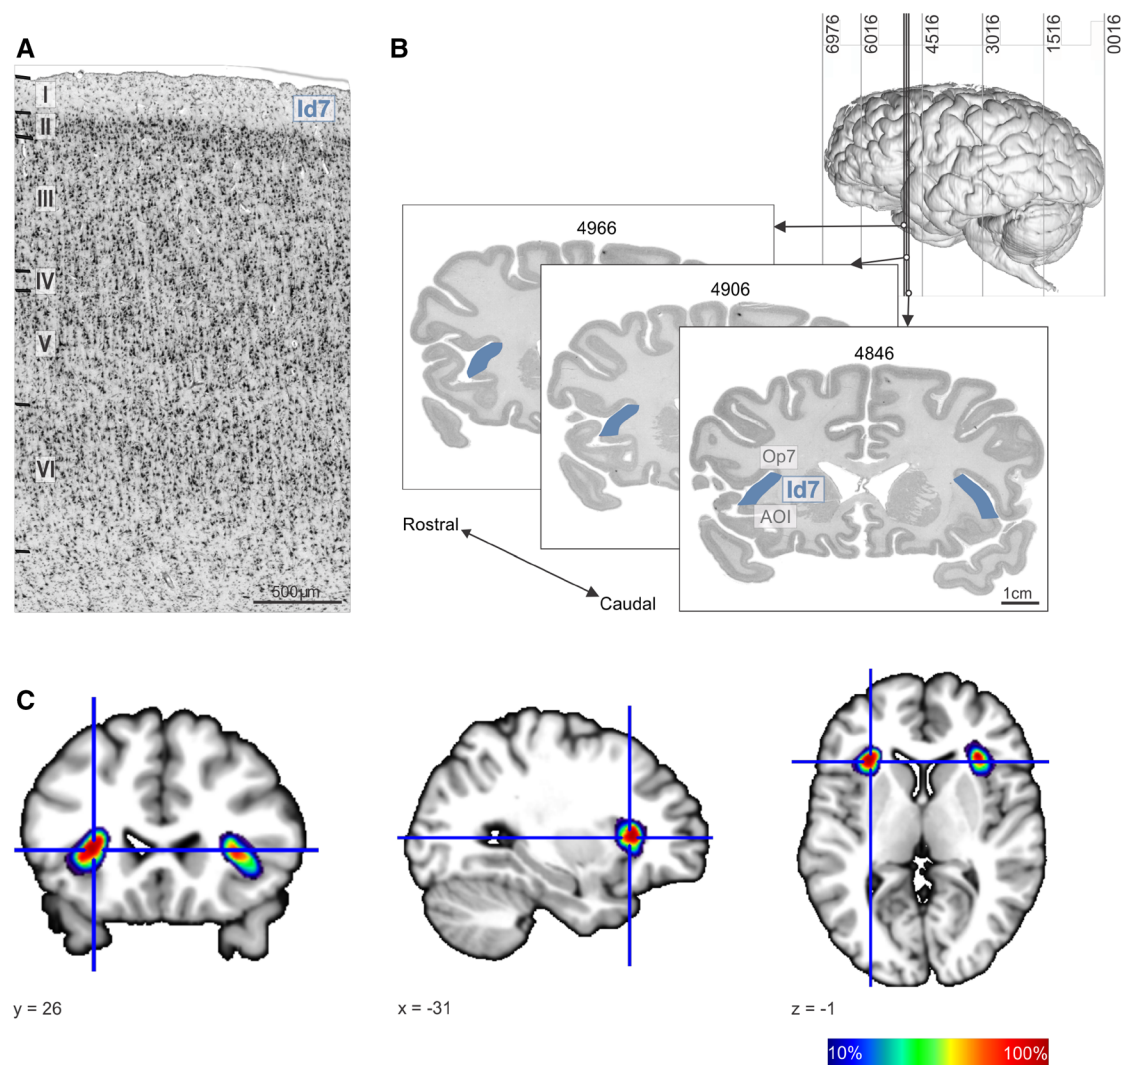 A
I
Id7
II
III
IV
V
VI
500µm
B
6976
6016
4516
3016
1516
0016
4966
4906
4846
Op7
Id7
AOI
1cm
Rostral
Caudal
C
y = 26
x = -31
z = -1
10%
100%